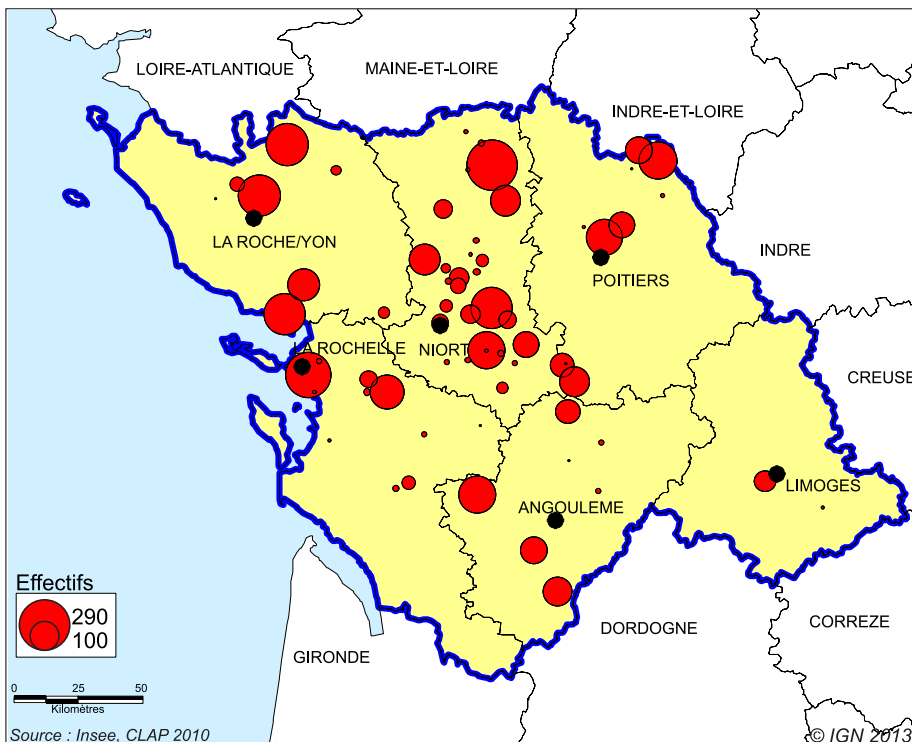 LOIRE-ATLANTIQUE
MAINE-ET-LOIRE
INDRE-ET-LOIRE
LA ROCHE/YON
INDRE
POITIERS
LA ROCHELLE
NIORT
CREUSE
LIMOGES
ANGOULEME
Effectifs
290
100
DORDOGNE
CORREZE
GIRONDE
0 25 50
Kilomètres
Source : Insee, CLAP 2010
© IGN 2013